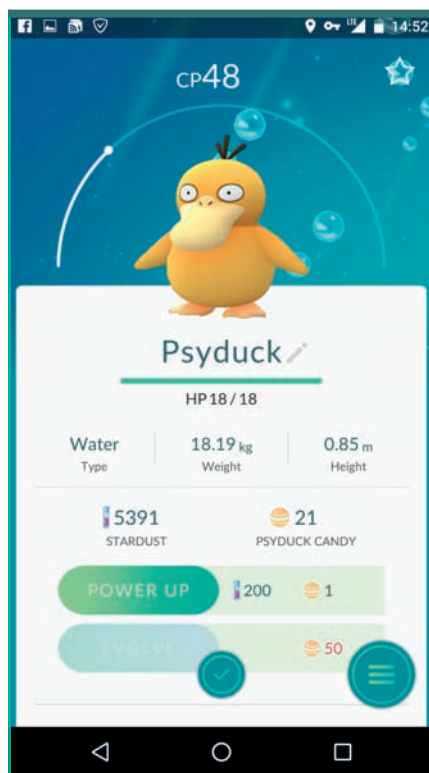 LTE 14:52
CP48
Psyduck
HP 18 / 18
Water 18.19 kg 0.85 m
Type Weight Height
5391 21
STARDUST PSYDUCK CANDY
POWER UP 200 1
EVOLVE 50